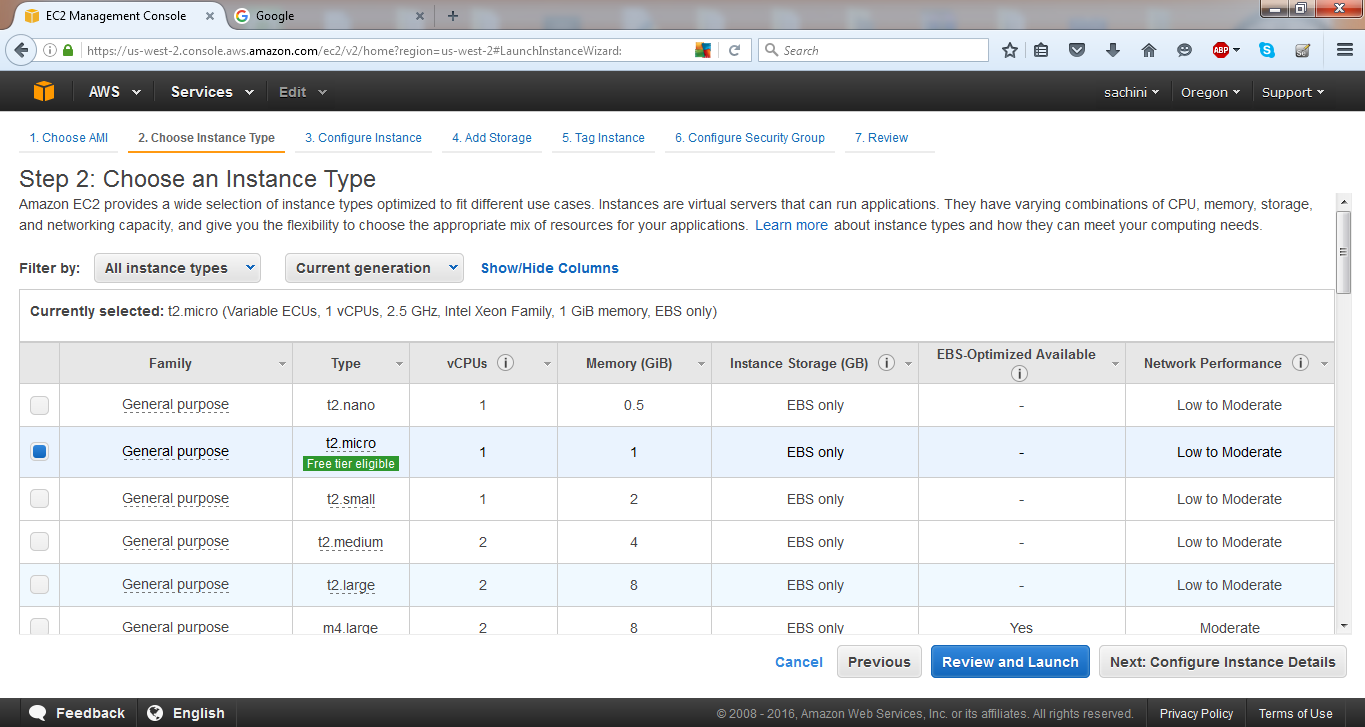 EC2 Management Console
Google
https://us-west-2.console.aws.amazon.com/ec2/v2/home?region=us-west-2#LaunchInstanceWizard:
Search
ABP
AWS Services Edit sachini Oregon Support
1. Choose AMI 2. Choose Instance Type 3. Configure Instance 4. Add Storage 5. Tag Instance 6. Configure Security Group 7. Review
Step 2: Choose an Instance Type
Amazon EC2 provides a wide selection of instance types optimized to fit different use cases. Instances are virtual servers that can run applications. They have varying combinations of CPU, memory, storage,
and networking capacity, and give you the flexibility to choose the appropriate mix of resources for your applications. Learn more about instance types and how they can meet your computing needs.
Filter by: All instance types Current generation Show/Hide Columns
Currently selected: t2.micro (Variable ECUs, 1 vCPUs, 2.5 GHz, Intel Xeon Family, 1 GiB memory, EBS only)
Family Type vCPUs Memory (GiB) Instance Storage (GB) EBS-Optimized Available Network Performance
General purpose t2.nano 1 0.5 EBS only - Low to Moderate
General purpose t2.micro 1 1 EBS only - Low to Moderate
Free tier eligible
General purpose t2.small 1 2 EBS only - Low to Moderate
General purpose t2.medium 2 4 EBS only - Low to Moderate
General purpose t2.large 2 8 EBS only - Low to Moderate
General purpose m4.large 2 8 EBS only Yes Moderate
Cancel Previous Review and Launch Next: Configure Instance Details
Feedback English © 2008 - 2016, Amazon Web Services, Inc. or its affiliates. All rights reserved. Privacy Policy Terms of Use